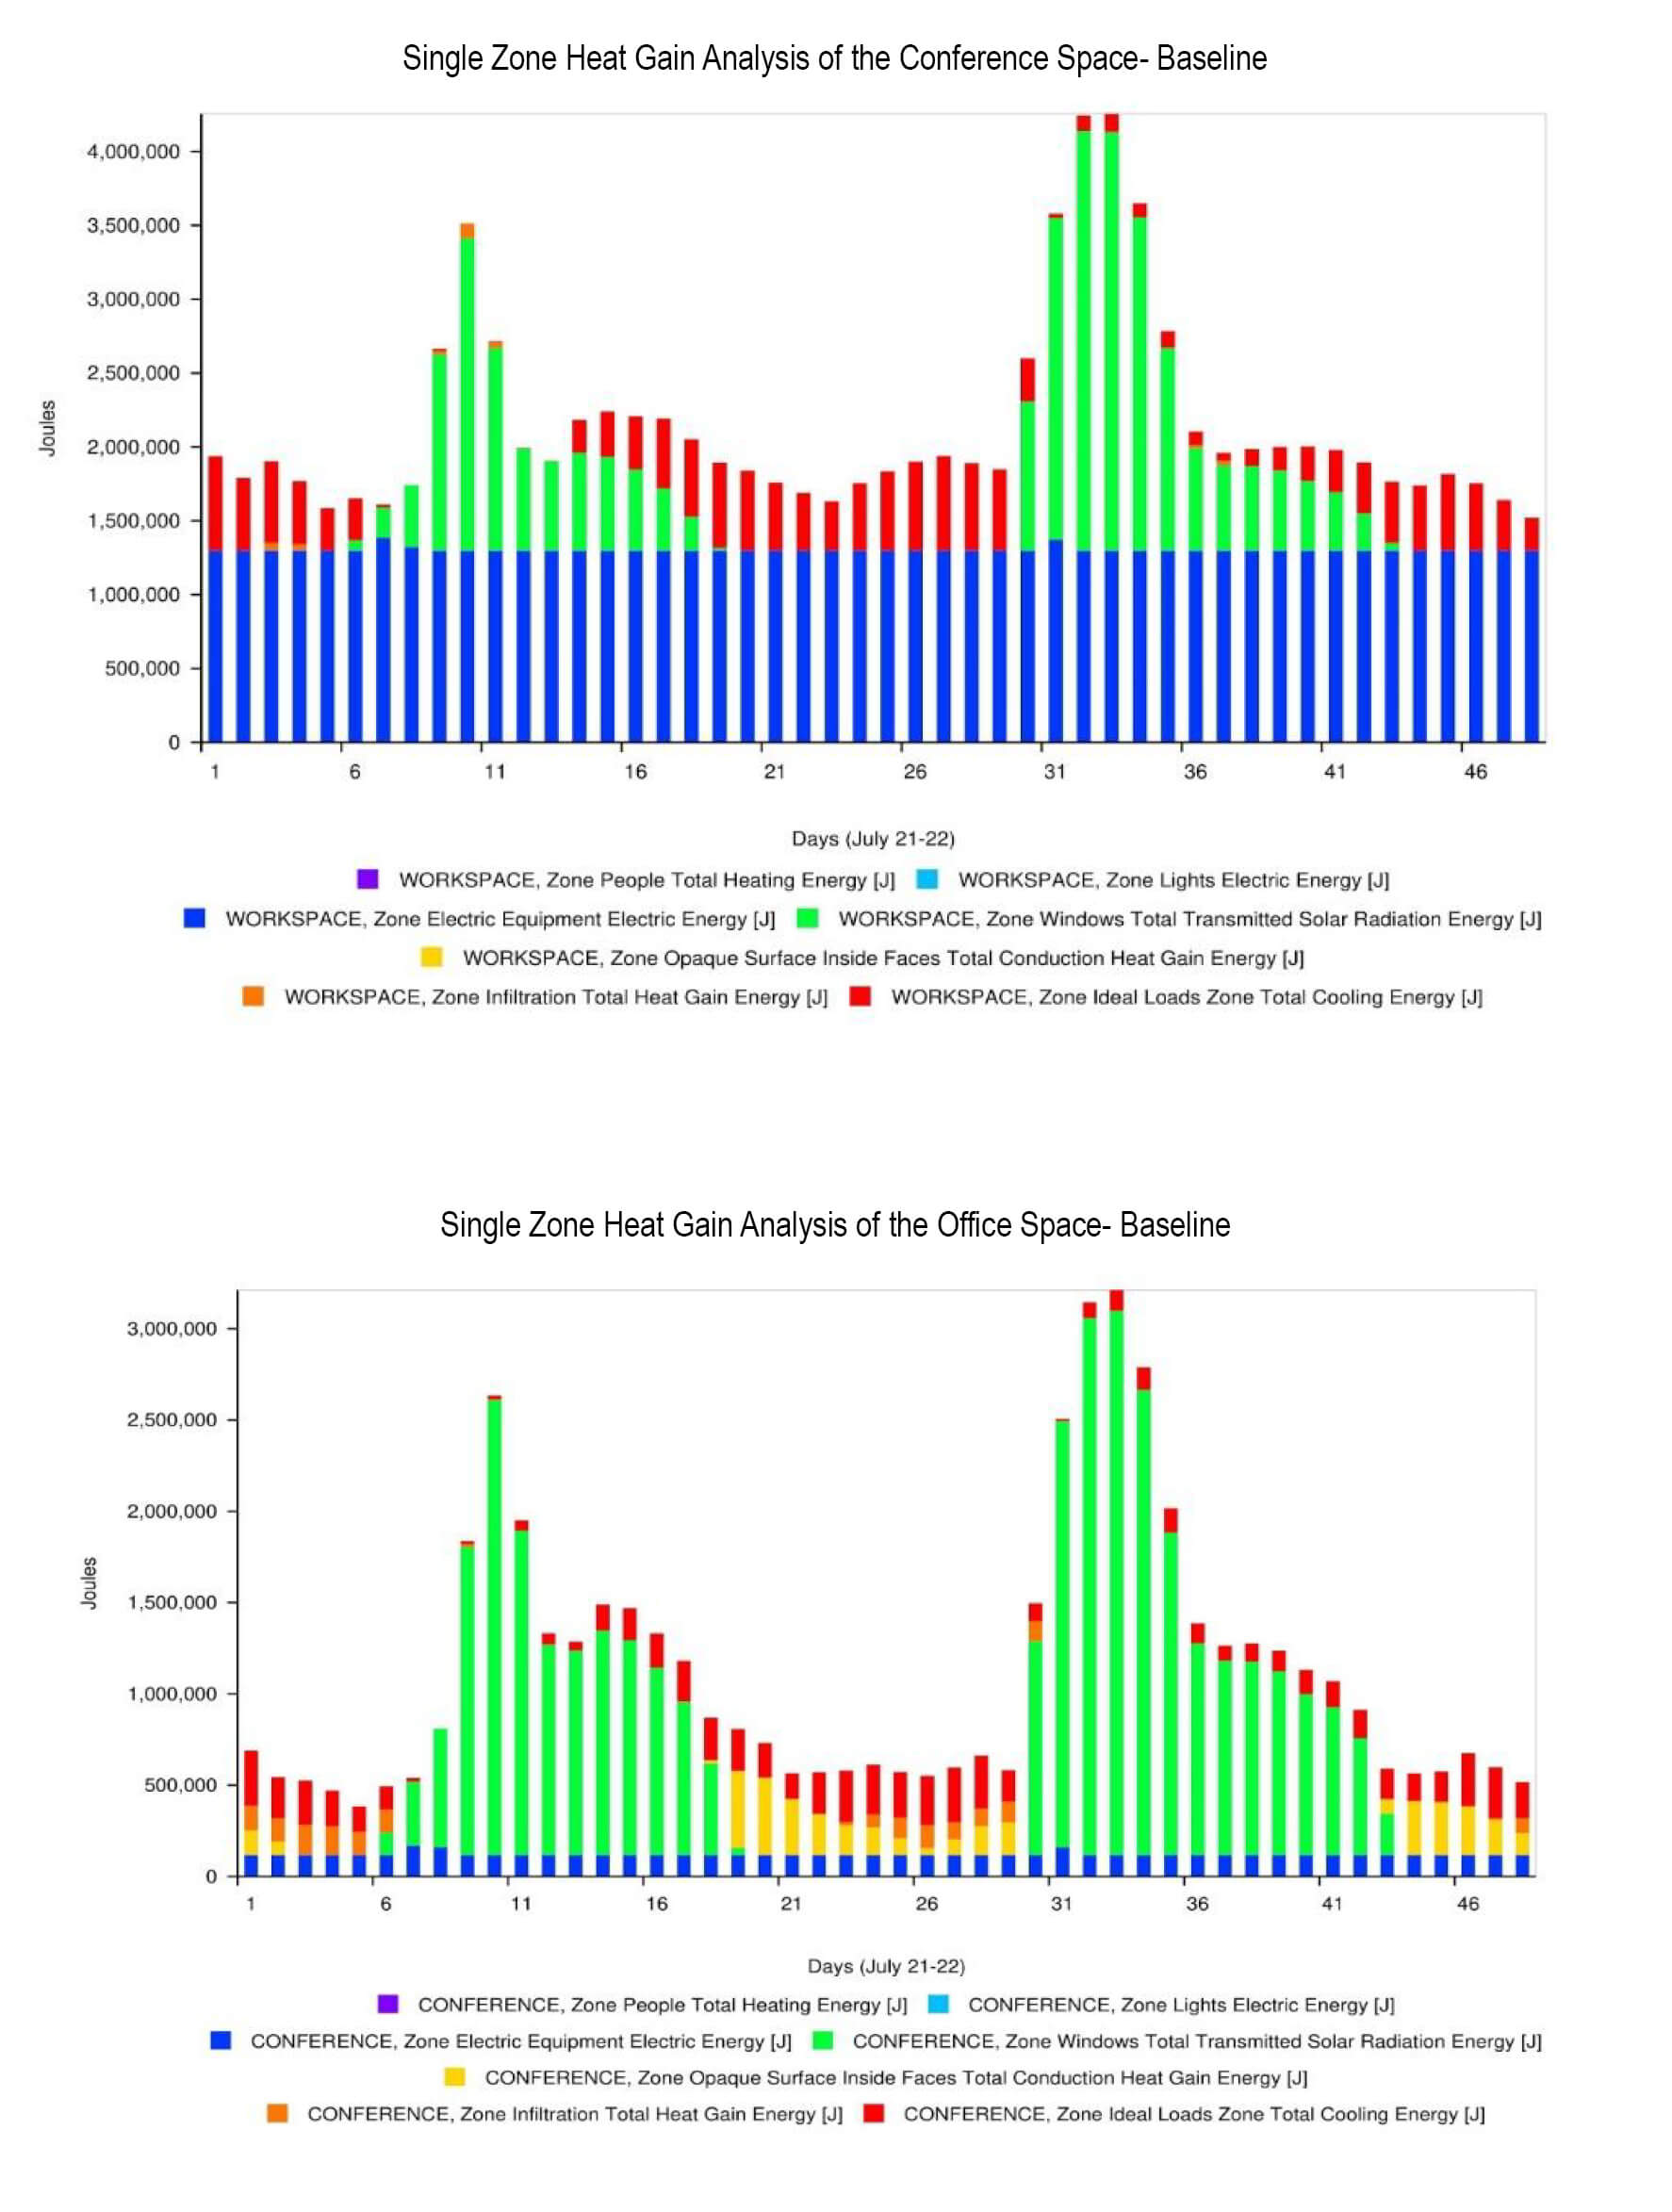 Single Zone Heat Gain Analysis of the Conference Space- Baseline
4,000,000
3,500,000
3,000,000
2,500,000
2,000,000
1,500,000
1,000,000
500,000
0
Joules
1 6 11 16 21 26 31 36 41 46
Days (July 21-22)
WORKSPACE, Zone People Total Heating Energy [J] WORKSPACE, Zone Lights Electric Energy [J]
WORKSPACE, Zone Electric Equipment Electric Energy [J] WORKSPACE, Zone Windows Total Transmitted Solar Radiation Energy [J]
WORKSPACE, Zone Opaque Surface Inside Faces Total Conduction Heat Gain Energy [J]
WORKSPACE, Zone Infiltration Total Heat Gain Energy [J] WORKSPACE, Zone Ideal Loads Zone Total Cooling Energy [J]
Single Zone Heat Gain Analysis of the Office Space- Baseline
3,000,000
2,500,000
2,000,000
1,500,000
1,000,000
500,000
0
Joules
1 6 11 16 21 26 31 36 41 46
Days (July 21-22)
CONFERENCE, Zone People Total Heating Energy [J] CONFERENCE, Zone Lights Electric Energy [J]
CONFERENCE, Zone Electric Equipment Electric Energy [J] CONFERENCE, Zone Windows Total Transmitted Solar Radiation Energy [J]
CONFERENCE, Zone Opaque Surface Inside Faces Total Conduction Heat Gain Energy [J]
CONFERENCE, Zone Infiltration Total Heat Gain Energy [J] CONFERENCE, Zone Ideal Loads Zone Total Cooling Energy [J]